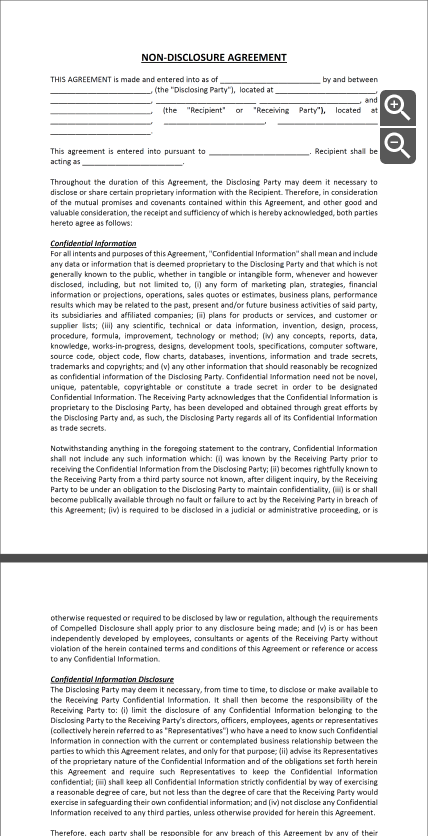 NON-DISCLOSURE AGREEMENT
THIS AGREEMENT is made and entered into as of ______________________ by and between
______________________, (the "Disclosing Party"), located at ______________________
______________________, ______________________ ______________________, and
______________________, (the "Recipient" or "Receiving Party"), located at
______________________, ______________________, ______________________
______________________.
This agreement is entered into pursuant to ______________________. Recipient shall be
acting as ______________________.
Throughout the duration of this Agreement, the Disclosing Party may deem it necessary to
disclose or share certain proprietary information with the Recipient. Therefore, in consideration
of the mutual promises and covenants contained within this Agreement, and other good and
valuable consideration, the receipt and sufficiency of which is hereby acknowledged, both parties
hereto agree as follows:
Confidential Information
For all intents and purposes of this Agreement, "Confidential Information" shall mean and include
any data or information that is deemed proprietary to the Disclosing Party and that which is not
generally known to the public, whether in tangible or intangible form, whenever and however
disclosed, including, but not limited to, (i) any form of marketing plan, strategies, financial
information or projections, operations, sales quotes or estimates, business plans, performance
results which may be related to the past, present and/or future business activities of said party,
its subsidiaries and affiliated companies; (ii) plans for products or services, and customer or
supplier lists; (iii) any scientific, technical or data information, invention, design, process,
procedure, formula, improvement, technology or method; (iv) any concepts, reports, data,
knowledge, works-in-progress, designs, development tools, specifications, computer software,
source code, object code, flow charts, databases, inventions, information and trade secrets,
trademarks and copyrights; and (v) any other information that should reasonably be recognized
as confidential information of the Disclosing Party. Confidential Information need not be novel,
unique, patentable, copyrightable or constitute a trade secret in order to be designated
Confidential Information. The Receiving Party acknowledges that the Confidential Information is
proprietary to the Disclosing Party, has been developed and obtained through great efforts by
the Disclosing Party and, as such, the Disclosing Party regards all of its Confidential Information
as trade secrets.
Notwithstanding anything in the foregoing statement to the contrary, Confidential Information
shall not include any such information which: (i) was known by the Receiving Party prior to
receiving the Confidential Information from the Disclosing Party; (ii) becomes rightfully known to
the Receiving Party from a third party source not known, after diligent inquiry, by the Receiving
Party to be under an obligation to the Disclosing Party to maintain confidentiality, (iii) is or shall
become publically available through no fault or failure to act by the Receiving Party in breach of
this Agreement; (iv) is required to be disclosed in a judicial or administrative proceeding, or is
otherwise requested or required to be disclosed by law or regulation, although the requirements
of Compelled Disclosure shall apply prior to any disclosure being made; and (v) is or has been
independently developed by employees, consultants or agents of the Receiving Party without
violation of the herein contained terms and conditions of this Agreement or reference or access
to any Confidential Information.
Confidential Information Disclosure
The Disclosing Party may deem it necessary, from time to time, to disclose or make available to
the Receiving Party Confidential Information. It shall then become the responsibility of the
Receiving Party to: (i) limit the disclosure of any Confidential Information belonging to the
Disclosing Party to the Receiving Party's directors, officers, employees, agents or representatives
(collectively herein referred to as "Representatives") who have a need to know such Confidential
Information in connection with the current or contemplated business relationship between the
parties to which this Agreement relates, and only for that purpose; (ii) advise its Representatives
of the proprietary nature of the Confidential Information and of the obligations set forth herein
this Agreement and require such Representatives to keep the Confidential Information
confidential; (iii) shall keep all Confidential Information strictly confidential by way of exercising
a reasonable degree of care, but not less than the degree of care that the Receiving Party would
exercise in safeguarding their own confidential information; and (iv) not disclose any Confidential
Information received to any third parties, unless otherwise provided for herein this Agreement.
Therefore, each party shall be responsible for any breach of this Agreement by any of their